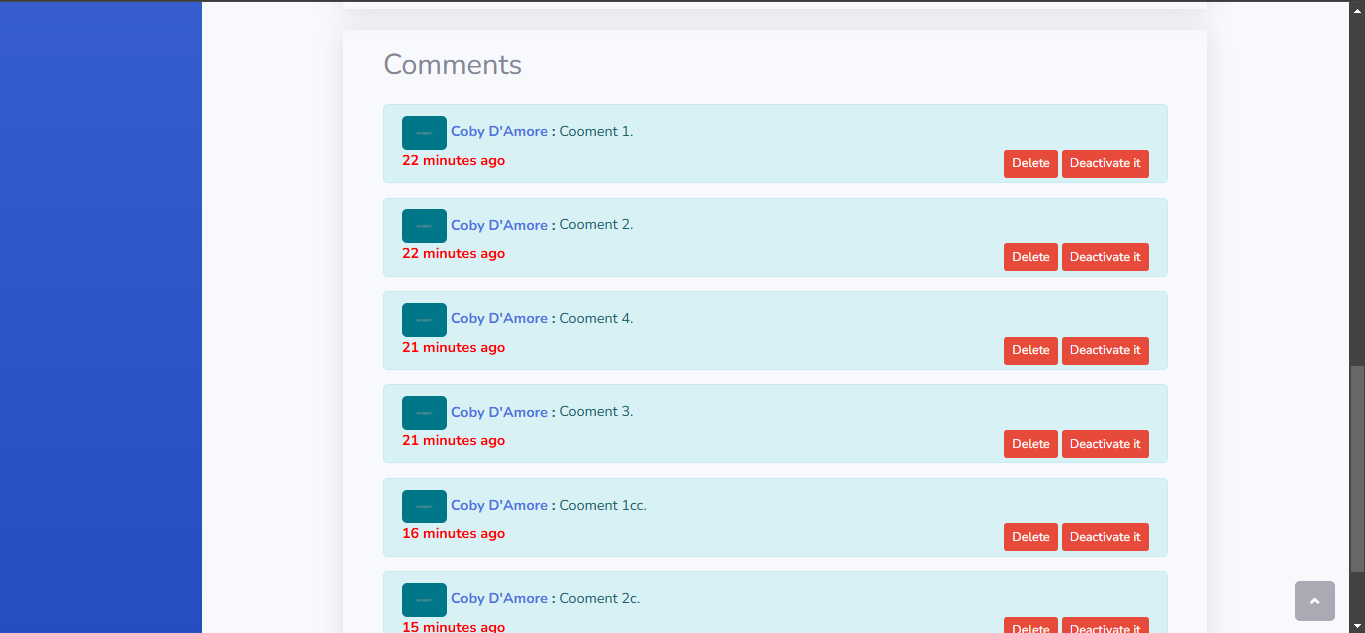 Comments
Coby D'Amore : Cooment 1.
22 minutes ago
Delete Deactivate it
Coby D'Amore : Cooment 2.
22 minutes ago
Delete Deactivate it
Coby D'Amore : Cooment 4.
21 minutes ago
Delete Deactivate it
Coby D'Amore : Cooment 3.
21 minutes ago
Delete Deactivate it
Coby D'Amore : Cooment 1cc.
16 minutes ago
Delete Deactivate it
Coby D'Amore : Cooment 2c.
15 minutes ago
Delete Deactivate it